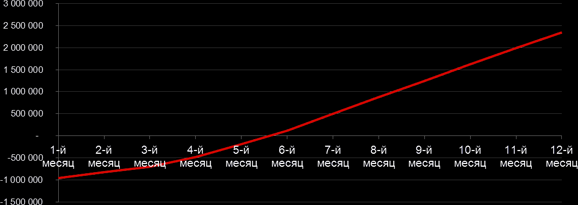 3 000 000
2 500 000
2 000 000
1 500 000
1 000 000
500 000
-
-500 000
-1 000 000
-1 500 000
1-й 2-й 3-й 4-й 5-й 6-й 7-й 8-й 9-й 10-й 11-й 12-й
месяц месяц месяц месяц месяц месяц месяц месяц месяц месяц месяц месяц